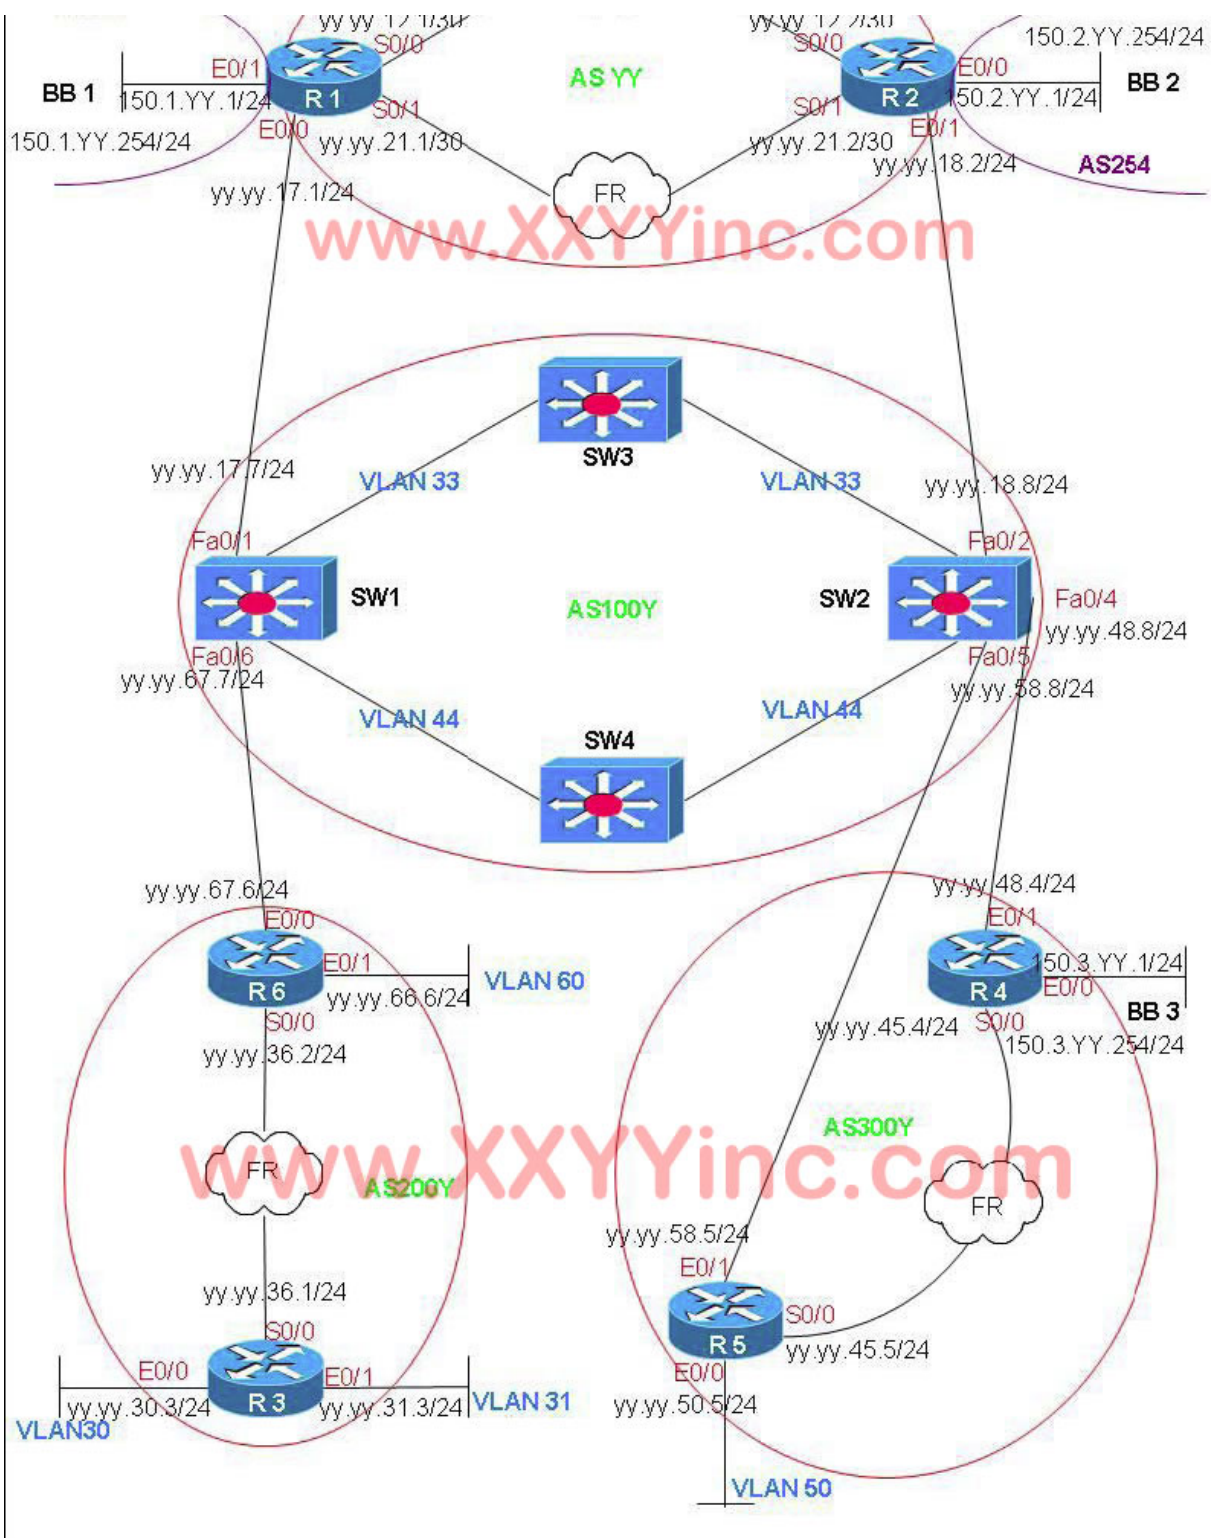 yy.yy.12.1/30
yy.yy.12.2/30
S0/0
S0/0
150.2.YY.254/24
E0/1
AS YY
E0/0
BB 1
150.1.YY.1/24
R 1
R 2
150.2.YY.1/24
BB 2
S0/1
S0/1
E0/0
E0/1
150.1.YY.254/24
yy.yy.21.1/30
yy.yy.21.2/30
yy.yy.18.2/24
AS254
yy.yy.17.1/24
FR
www.XXYYinc.com
SW3
yy.yy.17.7/24
VLAN 33
VLAN 33
yy.yy.18.8/24
Fa0/1
Fa0/2
SW1
AS100Y
SW2
Fa0/4
yy.yy.48.8/24
Fa0/6
Fa0/5
yy.yy.67.7/24
yy.yy.58.8/24
VLAN 44
VLAN 44
SW4
yy.yy.67.6/24
yy.yy.48.4/24
E0/0
E0/1
E0/1
150.3.YY.1/24
R 6
VLAN 60
R 4
E0/0
yy.yy.66.6/24
BB 3
S0/0
yy.yy.45.4/24
S0/0
yy.yy.36.2/24
150.3.YY.254/24
AS300Y
www.XXYYinc.com
FR
AS200Y
FR
yy.yy.58.5/24
E0/1
yy.yy.36.1/24
S0/0
S0/0
R 5
yy.yy.45.5/24
E0/0
E0/1
E0/0
R 3
VLAN 31
yy.yy.30.3/24
yy.yy.31.3/24
yy.yy.50.5/24
VLAN30
VLAN 50